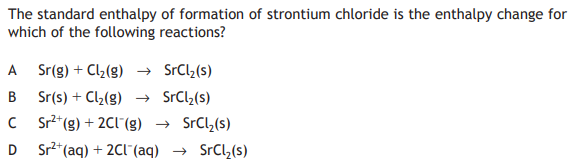 The standard enthalpy of formation of strontium chloride is the enthalpy change for
which of the following reactions?
A Sr(g) + Cl₂(g) → SrCl₂(s)
B Sr(s) + Cl₂(g) → SrCl₂(s)
C Sr²⁺(g) + 2Cl⁻(g) → SrCl₂(s)
D Sr²⁺(aq) + 2Cl⁻(aq) → SrCl₂(s)